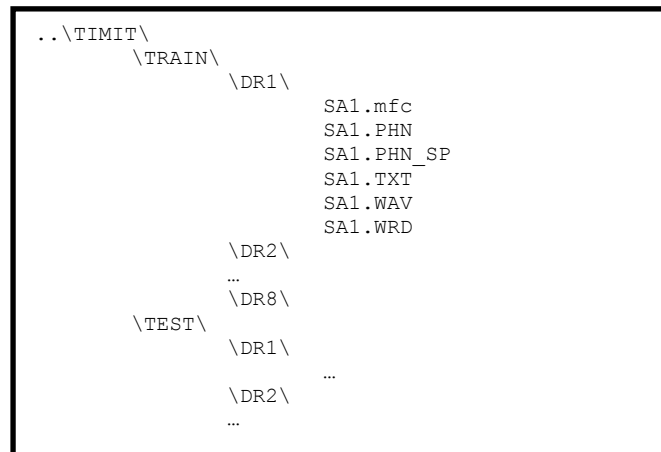 ..\TIMIT\
\TRAIN\
\DR1\
SA1.mfc
SA1.PHN
SA1.PHN_SP
SA1.TXT
SA1.WAV
SA1.WRD
\DR2\
…
\DR8\
\TEST\
\DR1\
…
\DR2\
…